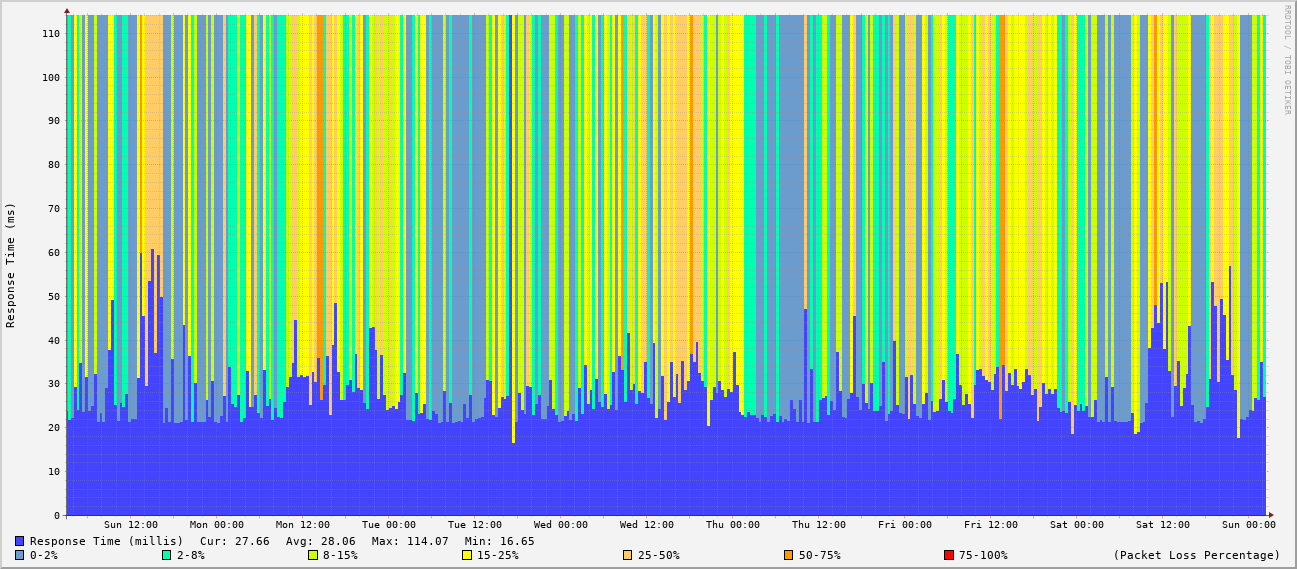 RRDTOOL / TOBI OETIKER
Response Time (ms)
110
100
90
80
70
60
50
40
30
20
10
0
Sun 12:00 Mon 00:00 Mon 12:00 Tue 00:00 Tue 12:00 Wed 00:00 Wed 12:00 Thu 00:00 Thu 12:00 Fri 00:00 Fri 12:00 Sat 00:00 Sat 12:00 Sun 00:00
Response Time (millis) Cur: 27.66 Avg: 28.06 Max: 114.07 Min: 16.65
0-2% 2-8% 8-15% 15-25% 25-50% 50-75% 75-100% (Packet Loss Percentage)